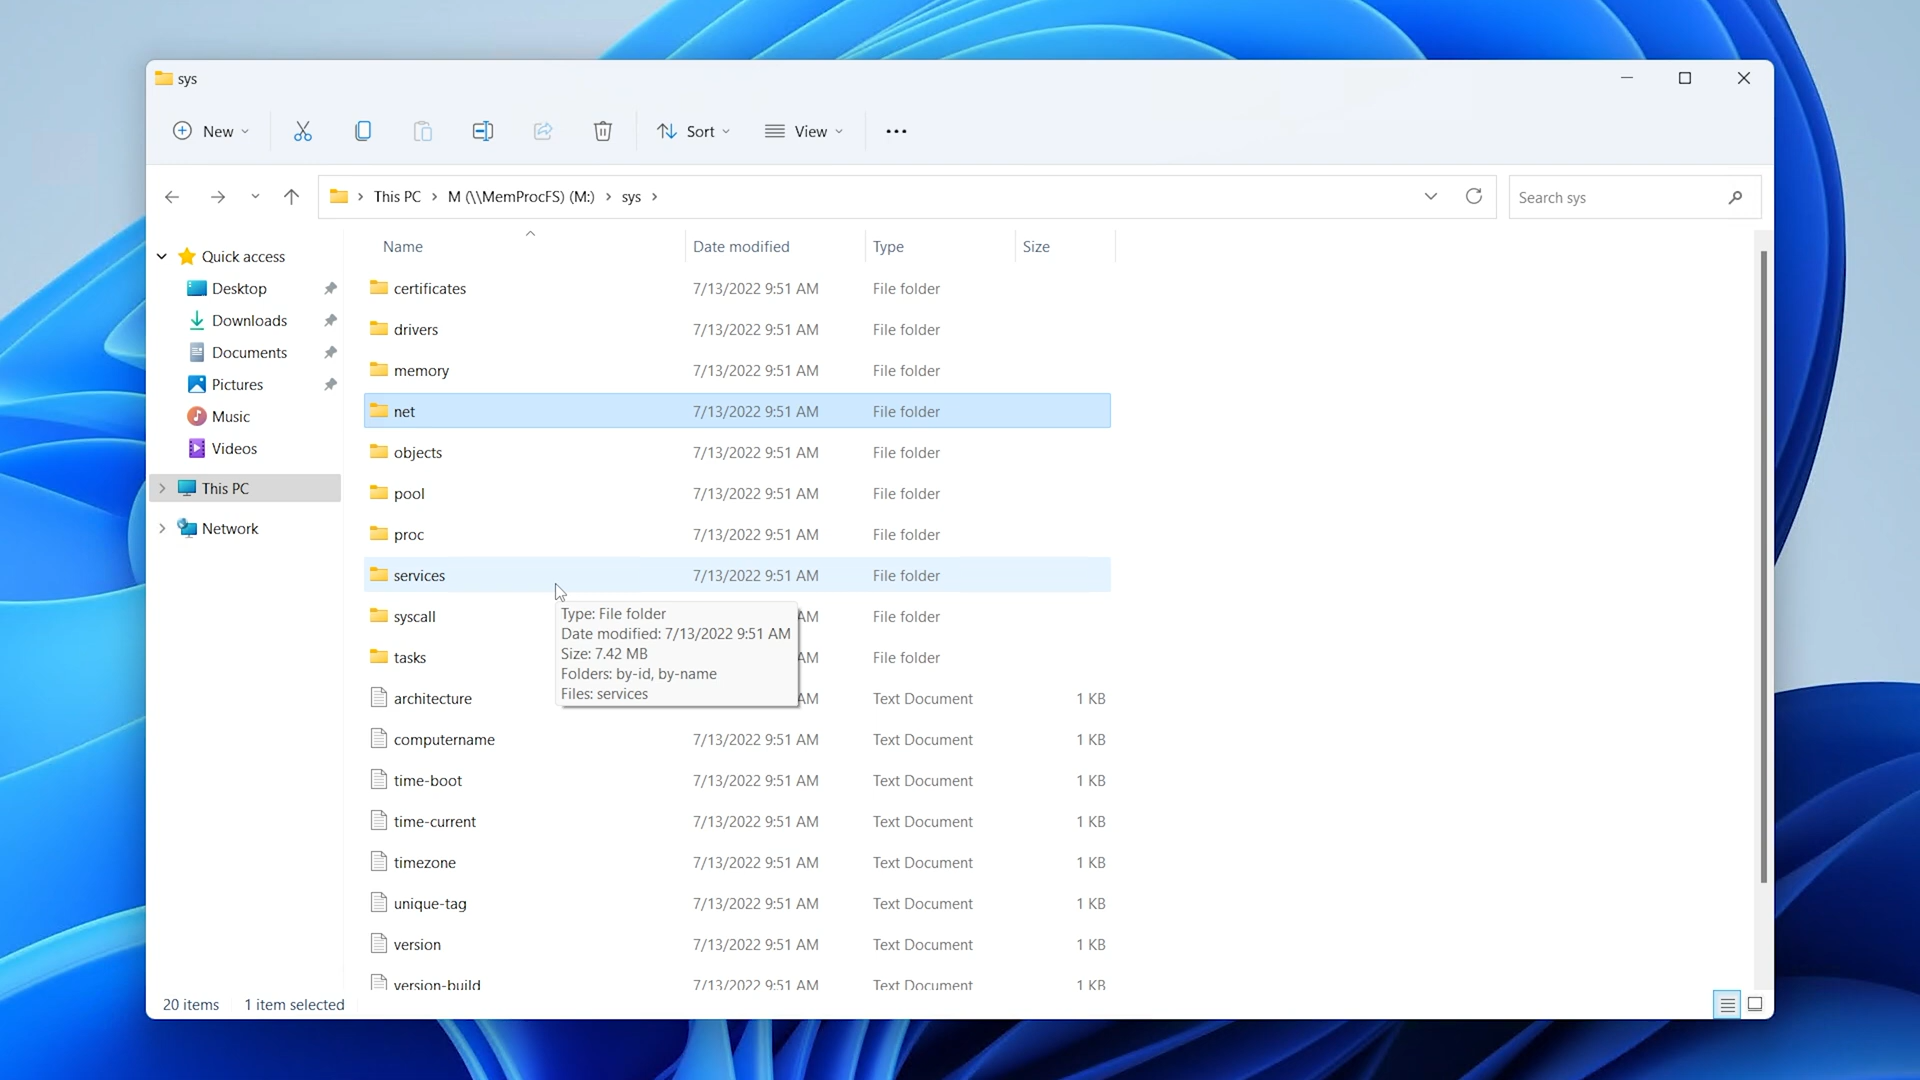 sys
New
Sort
View
This PC
M (\\MemProcFS) (M:)
sys
Search sys
Quick access
Desktop
Downloads
Documents
Pictures
Music
Videos
This PC
Network
Name Date modified Type Size
certificates 7/13/2022 9:51 AM File folder
drivers 7/13/2022 9:51 AM File folder
memory 7/13/2022 9:51 AM File folder
net 7/13/2022 9:51 AM File folder
objects 7/13/2022 9:51 AM File folder
pool 7/13/2022 9:51 AM File folder
proc 7/13/2022 9:51 AM File folder
services 7/13/2022 9:51 AM File folder
syscall AM File folder
tasks AM File folder
architecture AM Text Document 1 KB
Type: File folder
Date modified: 7/13/2022 9:51 AM
Size: 7.42 MB
Folders: by-id, by-name
Files: services
computername 7/13/2022 9:51 AM Text Document 1 KB
time-boot 7/13/2022 9:51 AM Text Document 1 KB
time-current 7/13/2022 9:51 AM Text Document 1 KB
timezone 7/13/2022 9:51 AM Text Document 1 KB
unique-tag 7/13/2022 9:51 AM Text Document 1 KB
version 7/13/2022 9:51 AM Text Document 1 KB
version-build 7/13/2022 9:51 AM Text Document 1 KB
20 items 1 item selected